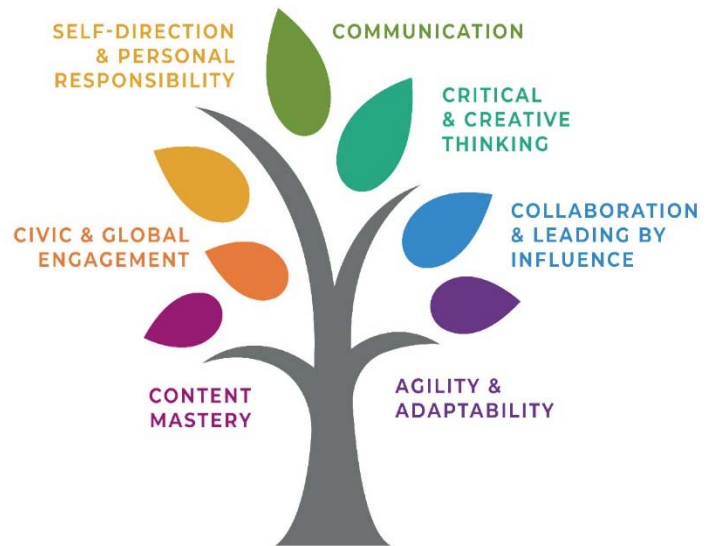 SELF-DIRECTION
& PERSONAL
RESPONSIBILITY
COMMUNICATION
CRITICAL
& CREATIVE
THINKING
CIVIC & GLOBAL
ENGAGEMENT
COLLABORATION
& LEADING BY
INFLUENCE
CONTENT
MASTERY
AGILITY &
ADAPTABILITY